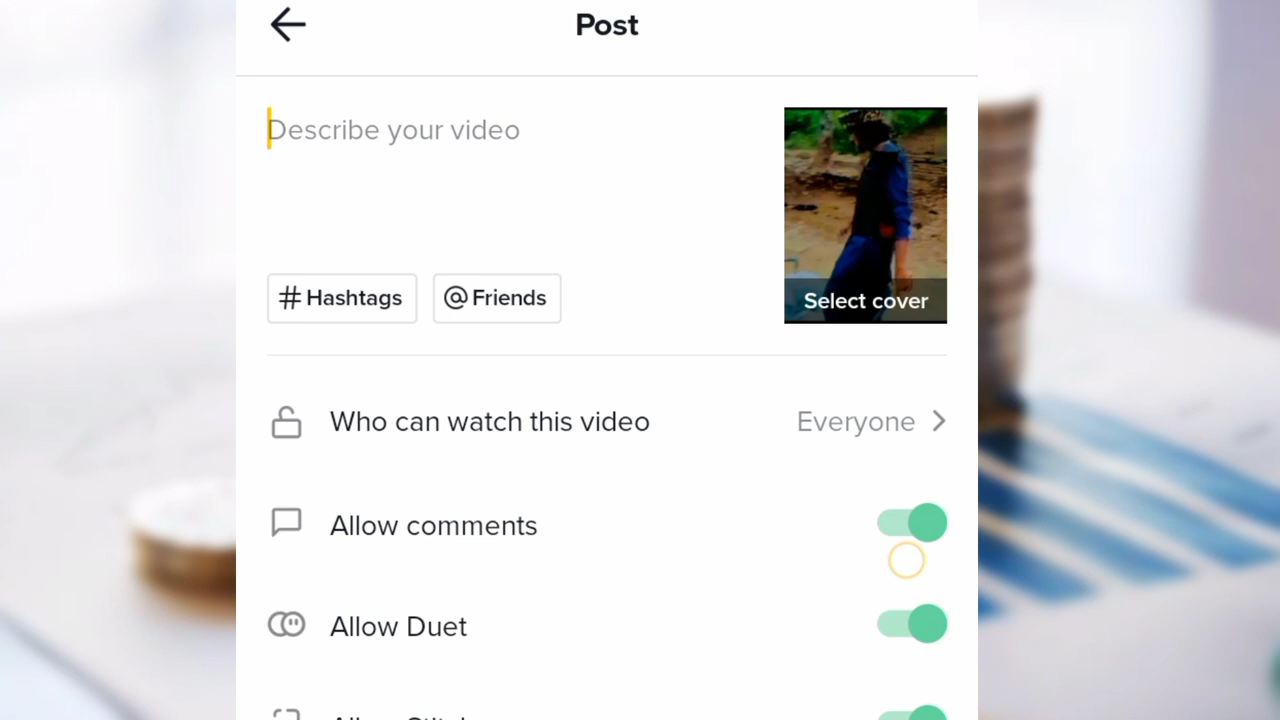 Post
Describe your video
# Hashtags
@ Friends
Select cover
Who can watch this video
Everyone
Allow comments
Allow Duet